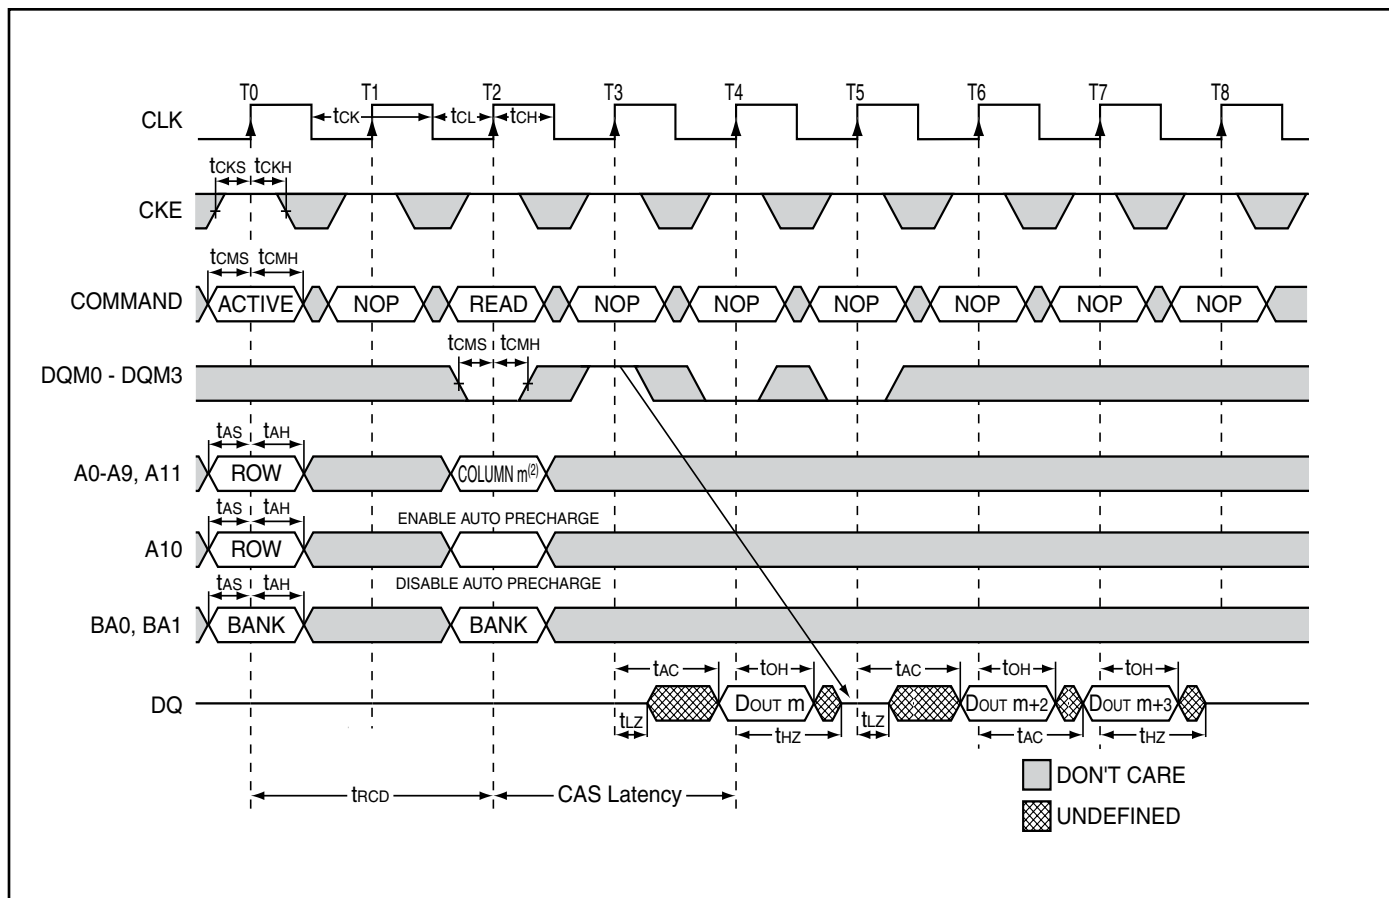 T0 T1 T2 T3 T4 T5 T6 T7 T8
CLK tCK tCL tCH
tCKS tCKH
CKE
tCMS tCMH
COMMAND ACTIVE NOP READ NOP NOP NOP NOP NOP NOP
tCMS tCMH
DQM0 - DQM3
tAS tAH
A0-A9, A11 ROW COLUMN m(2)
tAS tAH ENABLE AUTO PRECHARGE
A10 ROW
tAS tAH DISABLE AUTO PRECHARGE
BA0, BA1 BANK BANK
tAC tOH tAC tOH tOH
DQ DOUT m DOUT m+2 DOUT m+3
tLZ tHZ tLZ tAC tHZ
DON'T CARE
tRCD CAS Latency
UNDEFINED